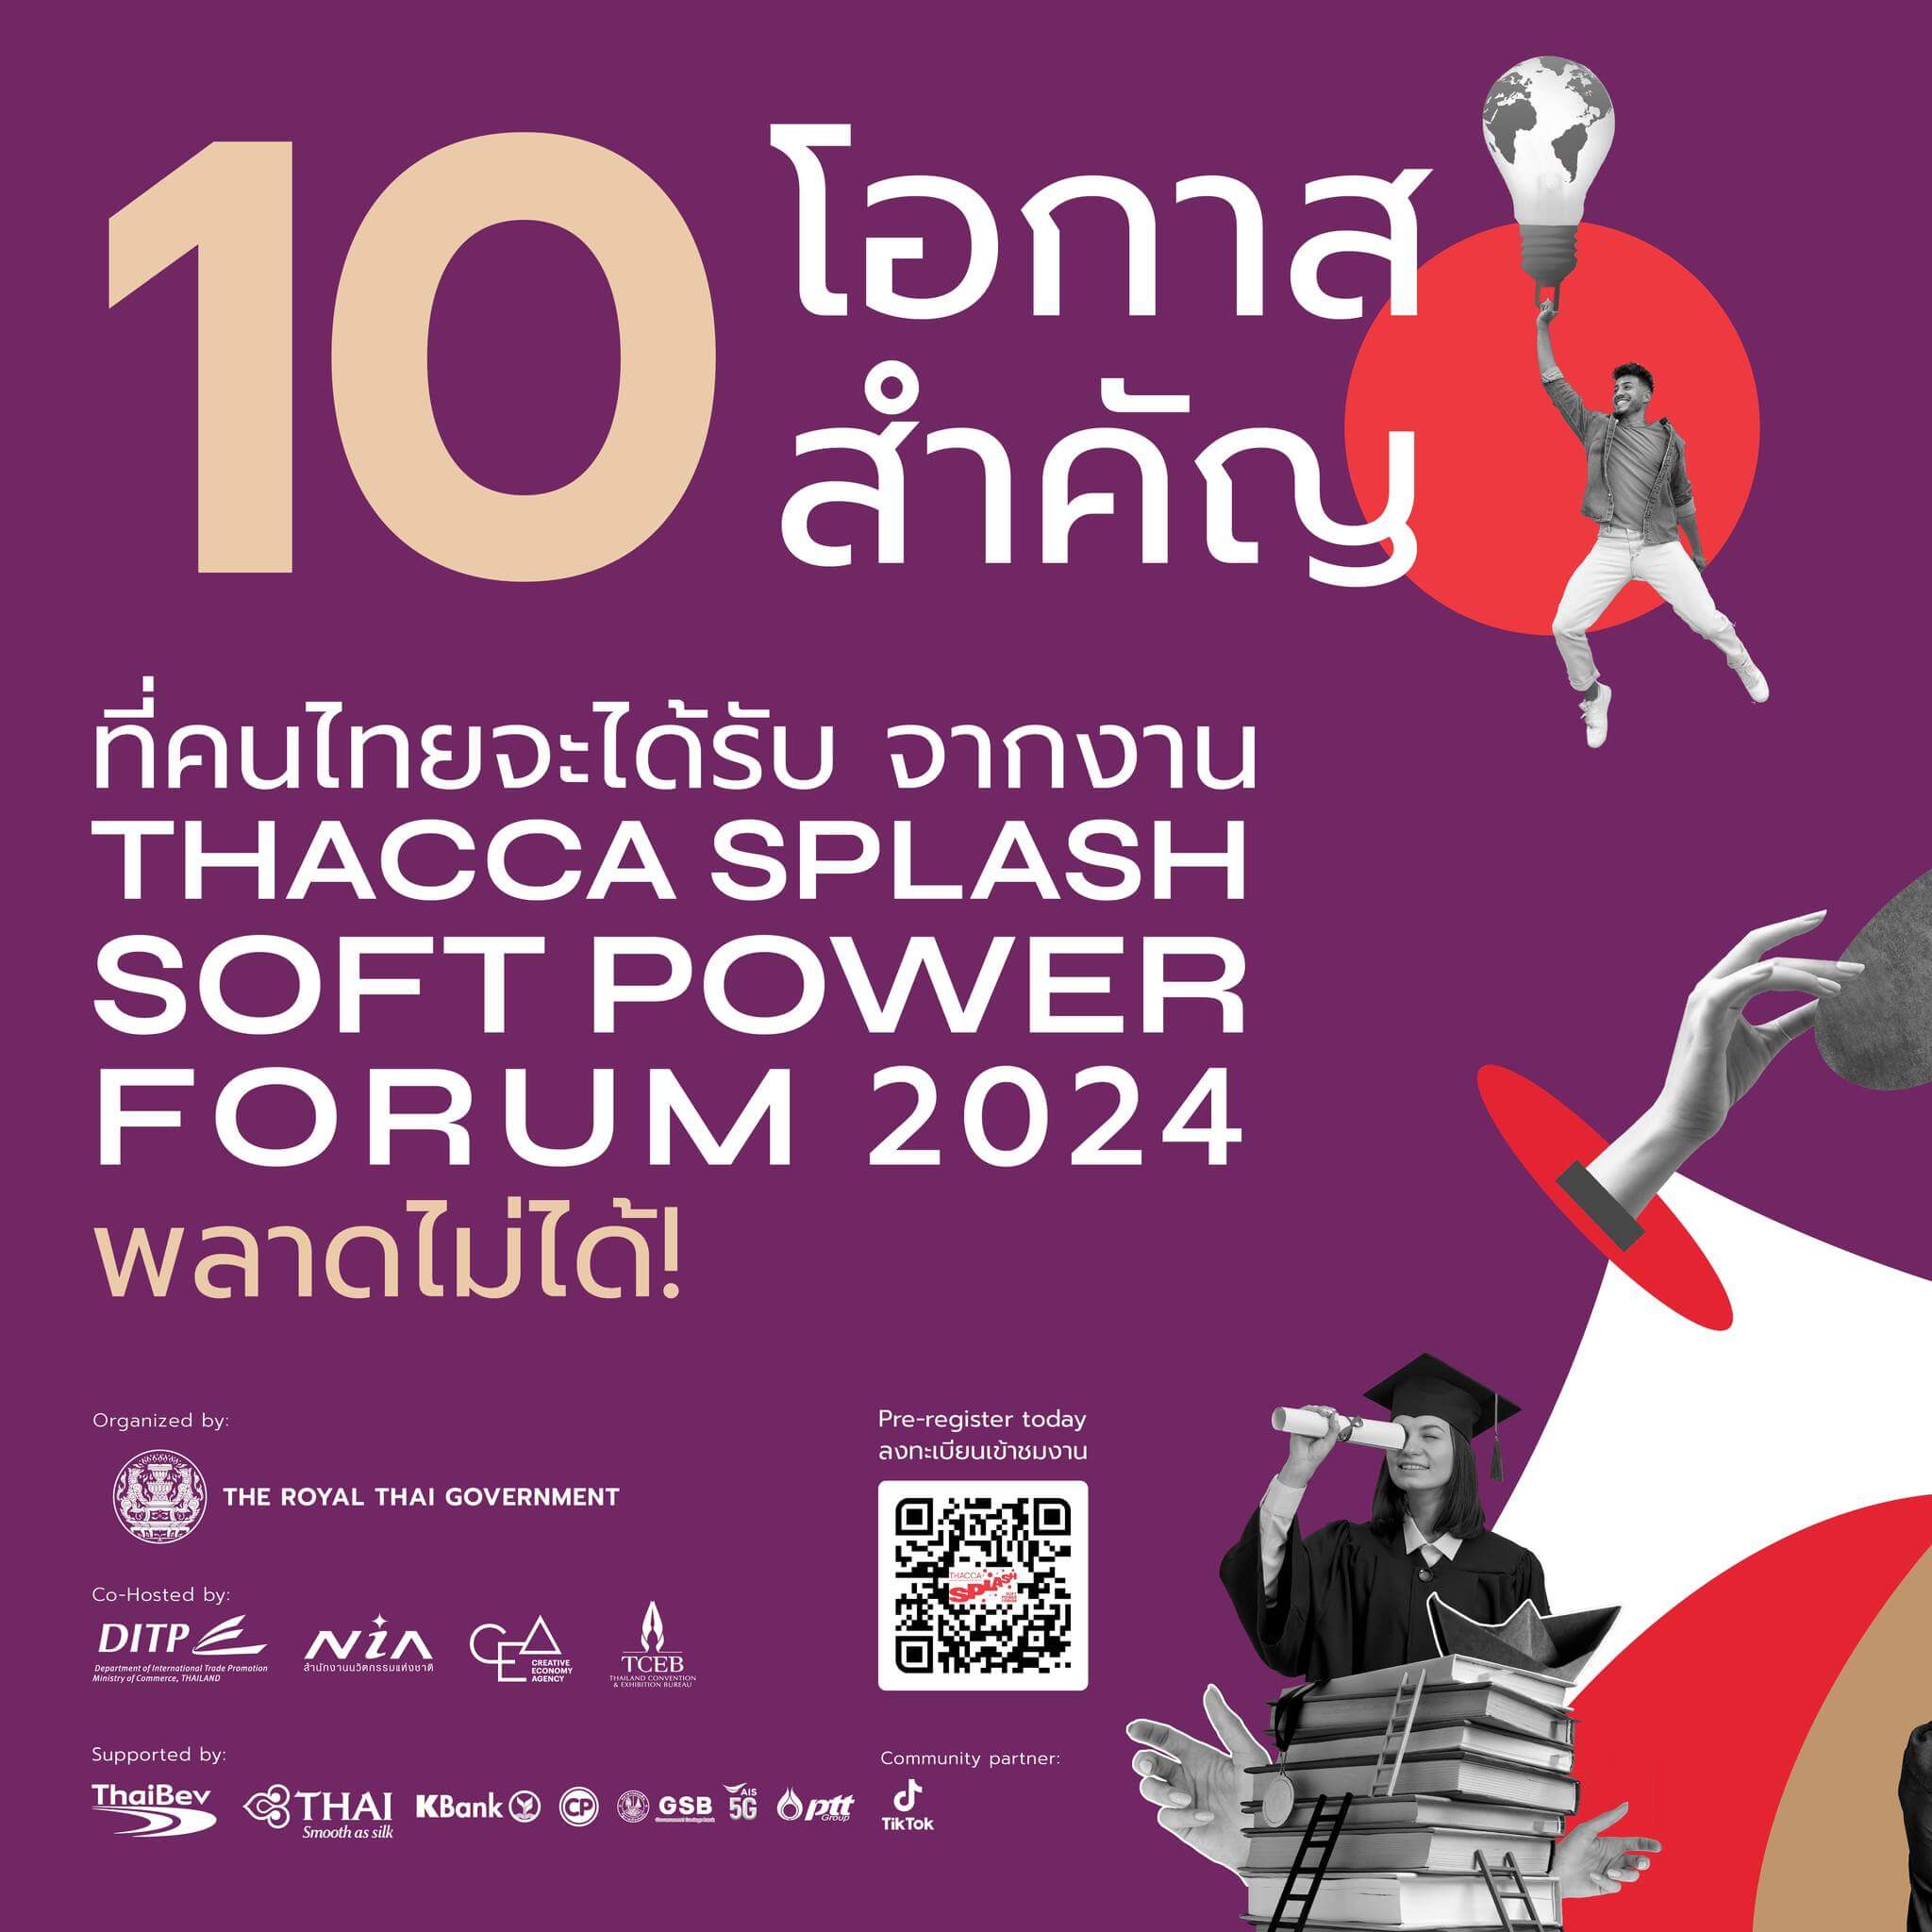 10 โอกาส
สำคัญ
ที่คนไทยจะได้รับ จากงาน
THACCA SPLASH
SOFT POWER
FORUM 2024
พลาดไม่ได้!
Organized by:
THE ROYAL THAI GOVERNMENT
Co-Hosted by:
DITP
Department of International Trade Promotion
Ministry of Commerce, THAILAND
NIA
สำนักงานนวัตกรรมแห่งชาติ
CEA
CREATIVE
ECONOMY
AGENCY
TCEB
THAILAND CONVENTION
& EXHIBITION BUREAU
Pre-register today
ลงทะเบียนเข้าชมงาน
THACCA
SPLASH
Supported by:
ThaiBev
THAI
Smooth as silk
KBank
CP
GSB
AIS
5G
ptt
Group
Community partner:
TikTok